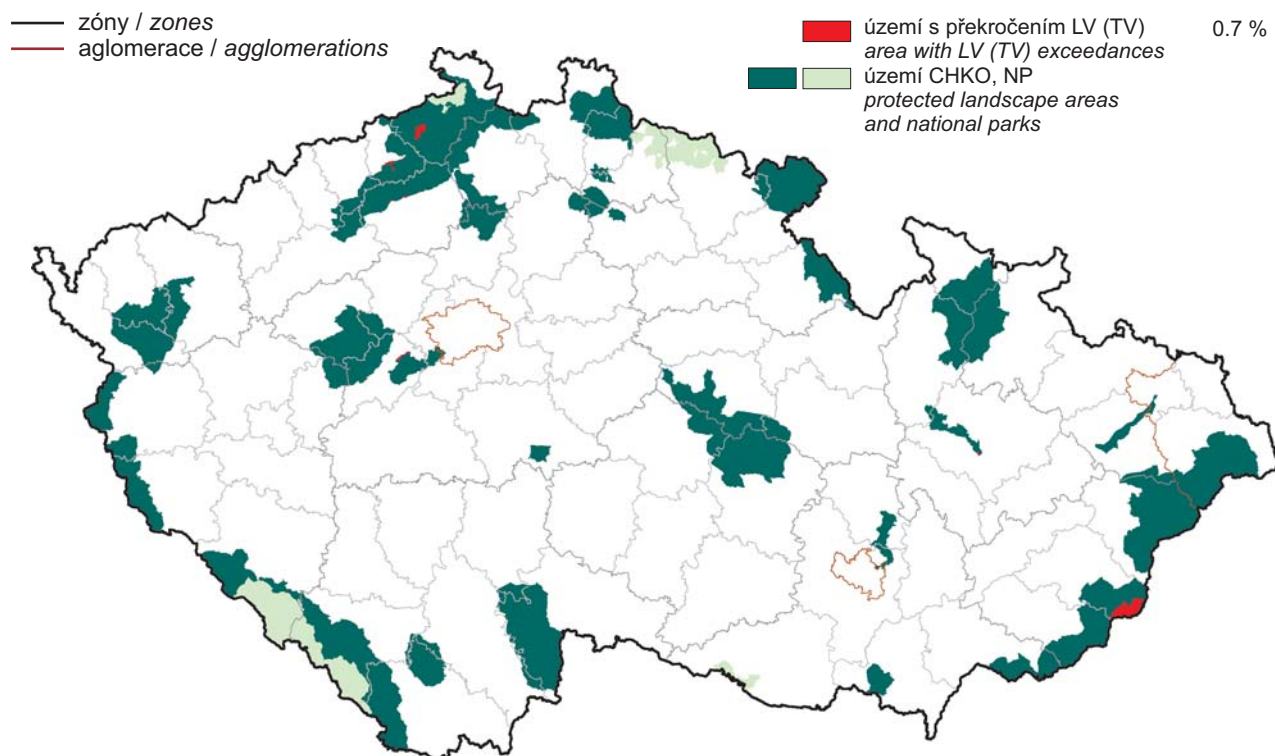 zóny / zones
aglomerace / agglomerations
území s překročením LV (TV) 0.7 %
area with LV (TV) exceedances
území CHKO, NP
protected landscape areas
and national parks